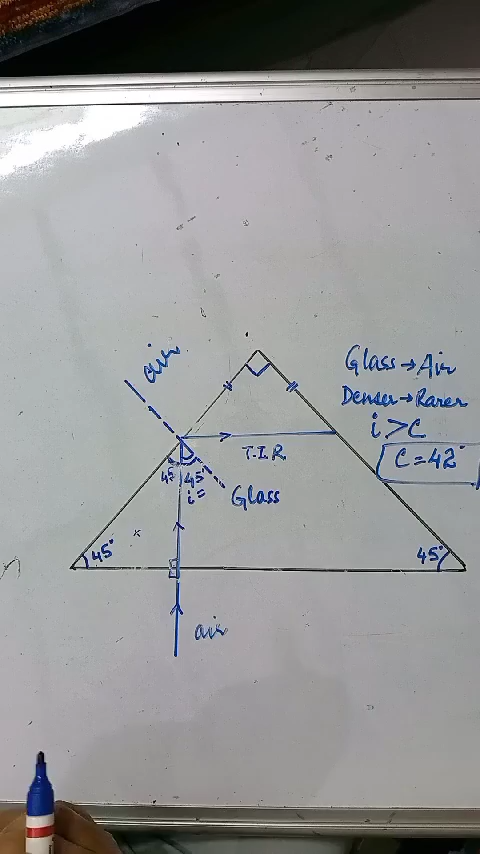 air
Glass → Air
Denser → Rarer
i > C
C = 42°
T.I.R
45° 45°
i =
Glass
45°
45°
air